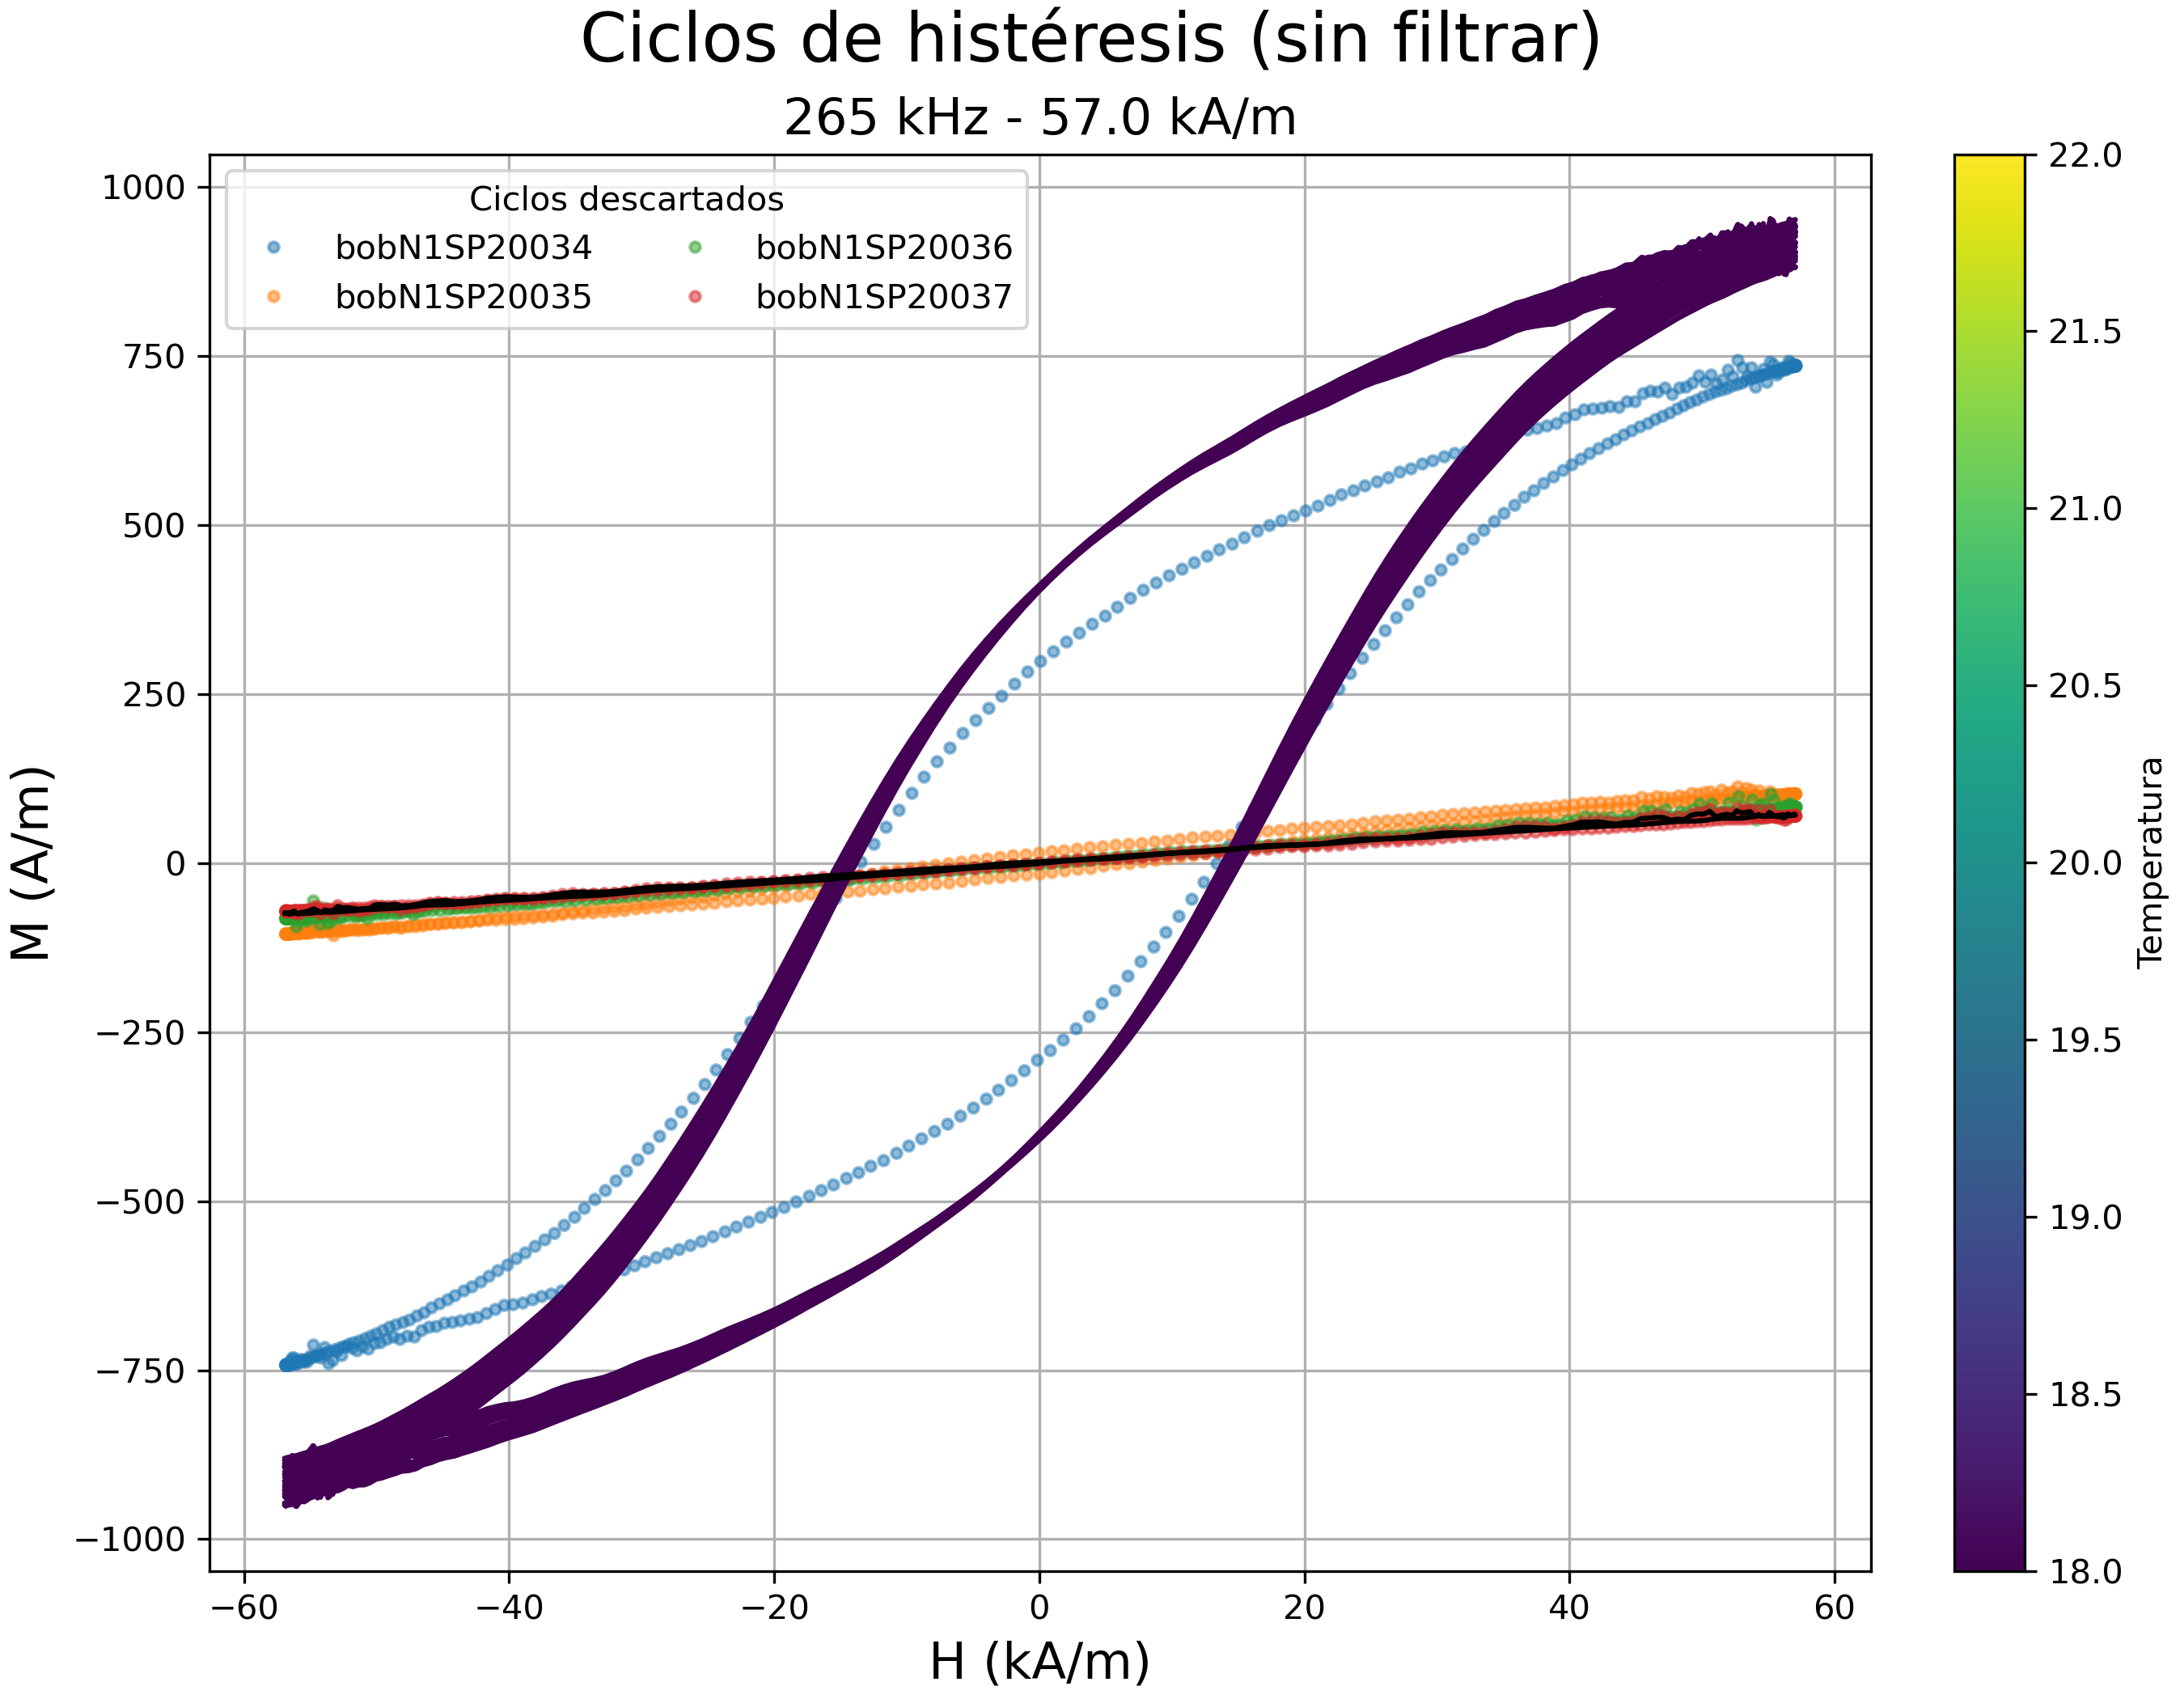 Ciclos de histéresis (sin filtrar)
265 kHz - 57.0 kA/m
Ciclos descartados
bobN1SP20034
bobN1SP20035
bobN1SP20036
bobN1SP20037
1000
750
500
250
0
−250
−500
−750
−1000
M (A/m)
−60
−40
−20
0
20
40
60
H (kA/m)
22.0
21.5
21.0
20.5
20.0
19.5
19.0
18.5
18.0
Temperatura